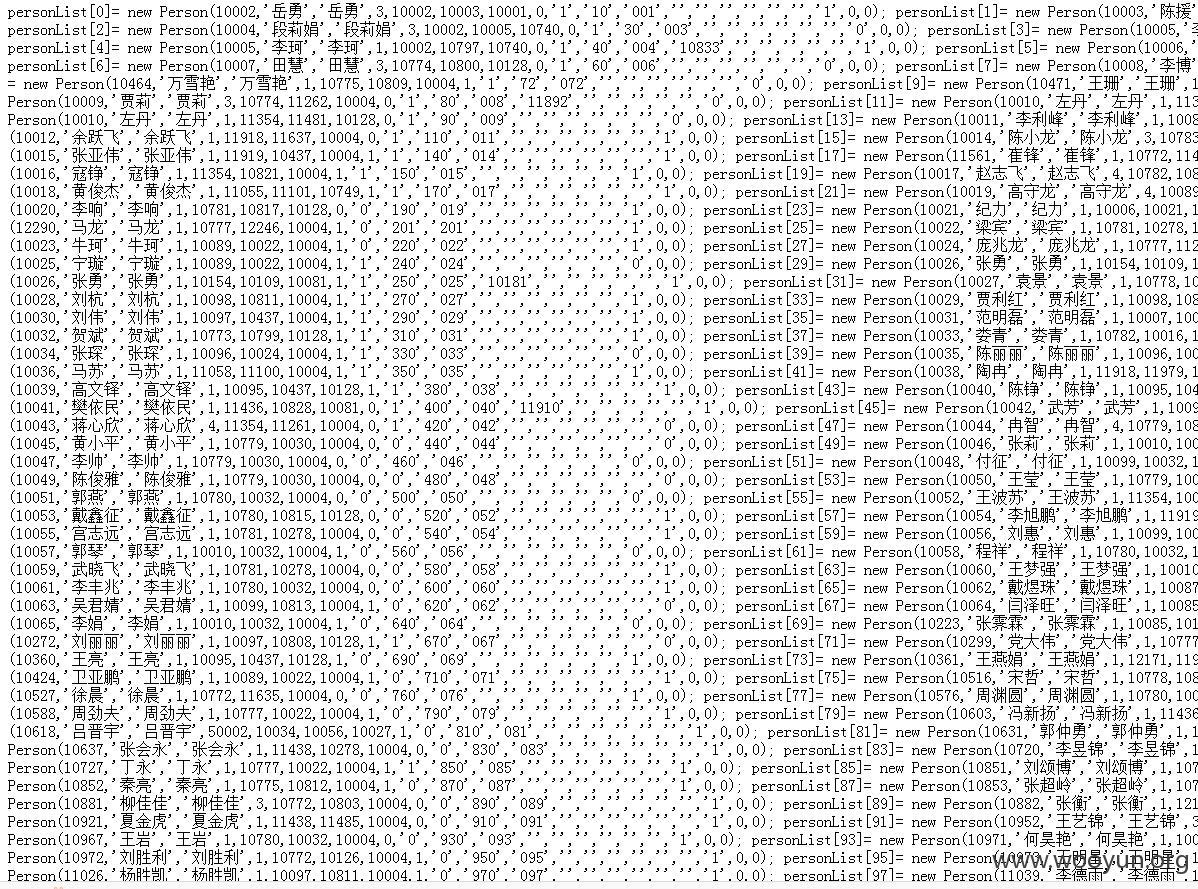 personList[0]= new Person(10002,'岳勇','岳勇',3,10002,10003,10001,0,'1','10','001','','','','','','','','1',0,0); personList[1]= new Person(10003,'陈援'
personList[2]= new Person(10004,'段莉娟','段莉娟',3,10002,10005,10740,0,'1','30','003','','','','','','','','0',0,0); personList[3]= new Person(10005,'李
personList[4]= new Person(10005,'李珂','李珂',1,10002,10797,10740,0,'1','40','004','10833','','','','','','','1',0,0); personList[5]= new Person(10006,
personList[6]= new Person(10007,'田慧','田慧',3,10774,10800,10128,0,'1','60','006','','','','','','','','0',0,0); personList[7]= new Person(10008,'李博'
= new Person(10464,'万雪艳','万雪艳',1,10775,10809,10004,1,'1','72','072','','','','','','','','0',0,0); personList[9]= new Person(10471,'王珊','王珊',1
Person(10009,'贾莉','贾莉',3,10774,11262,10004,0,'1','80','008','11892','','','','','','','0',0,0); personList[11]= new Person(10010,'左丹','左丹',1,113
Person(10010,'左丹','左丹',1,11354,11481,10128,0,'1','90','009','','','','','','','','0',0,0); personList[13]= new Person(10011,'李利峰','李利峰',1,1008
(10012,'余跃飞','余跃飞',1,11918,11637,10004,0,'1','110','011','','','','','','','','1',0,0); personList[15]= new Person(10014,'陈小龙','陈小龙',3,10783
(10015,'张亚伟','张亚伟',1,11919,10437,10004,1,'1','140','014','','','','','','','','1',0,0); personList[17]= new Person(11561,'崔锋','崔锋',1,10772,114
(10016,'寇铮','寇铮',1,11354,10821,10004,1,'1','150','015','','','','','','','','1',0,0); personList[19]= new Person(10017,'赵志飞','赵志飞',4,10782,108
(10018,'黄俊杰','黄俊杰',1,11055,11101,10749,1,'1','170','017','','','','','','','','1',0,0); personList[21]= new Person(10019,'高守龙','高守龙',4,10089
(10020,'李响','李响',1,10781,10817,10128,0,'0','190','019','','','','','','','','1',0,0); personList[23]= new Person(10021,'纪力','纪力',1,10006,10021,1
(12290,'马龙','马龙',1,10777,12246,10004,1,'0','201','201','','','','','','','','1',0,0); personList[25]= new Person(10022,'梁宾','梁宾',1,10781,10278,1
(10023,'牛珂','牛珂',1,10089,10022,10004,1,'1','220','022','','','','','','','','0',0,0); personList[27]= new Person(10024,'庞兆龙','庞兆龙',1,10777,112
(10025,'宁璇','宁璇',1,10089,10022,10004,1,'1','240','024','','','','','','','','0',0,0); personList[29]= new Person(10026,'张勇','张勇',1,10154,10109,1
(10026,'张勇','张勇',1,10154,10109,10081,1,'1','250','025','10181','','','','','','','1',0,0); personList[31]= new Person(10027,'袁景','袁景',1,10778,10
(10028,'刘杭','刘杭',1,10098,10811,10004,1,'1','270','027','','','','','','','','1',0,0); personList[33]= new Person(10029,'贾利红','贾利红',1,10098,108
(10030,'刘伟','刘伟',1,10097,10437,10004,1,'1','290','029','','','','','','','','1',0,0); personList[35]= new Person(10031,'范明磊','范明磊',1,10007,100
(10032,'贺斌','贺斌',1,10773,10799,10128,1,'1','310','031','','','','','','','','1',0,0); personList[37]= new Person(10033,'娄青','娄青',1,10782,10016,1
(10034,'张琛','张琛',1,10096,10024,10004,1,'1','330','033','','','','','','','','0',0,0); personList[39]= new Person(10035,'陈丽丽','陈丽丽',1,10096,100
(10036,'马苏','马苏',1,11058,11100,10004,1,'1','350','035','','','','','','','','1',0,0); personList[41]= new Person(10038,'陶冉','陶冉',1,11918,11979,1
(10039,'高文铎','高文铎',1,10095,10437,10128,1,'1','380','038','','','','','','','','1',0,0); personList[43]= new Person(10040,'陈铮','陈铮',1,10095,104
(10041,'樊依民','樊依民',1,11436,10828,10081,0,'1','400','040','11910','','','','','','','1',0,0); personList[45]= new Person(10042,'武芳','武芳',1,1009
(10043,'蒋心欣','蒋心欣',4,11354,11261,10004,0,'1','420','042','','','','','','','','1',0,0); personList[47]= new Person(10044,'冉智','冉智',4,10779,108
(10045,'黄小平','黄小平',1,10779,10030,10004,0,'0','440','044','','','','','','','','1',0,0); personList[49]= new Person(10046,'张莉','张莉',1,10010,100
(10047,'李帅','李帅',1,10779,10030,10004,0,'0','460','046','','','','','','','','0',0,0); personList[51]= new Person(10048,'付征','付征',1,10099,10032,1
(10049,'陈俊雅','陈俊雅',1,10779,10030,10004,0,'0','480','048','','','','','','','','0',0,0); personList[53]= new Person(10050,'王莹','王莹',1,10779,100
(10051,'郭燕','郭燕',1,10780,10032,10004,0,'0','500','050','','','','','','','','0',0,0); personList[55]= new Person(10052,'王波苏','王波苏',1,11354,100
(10053,'戴鑫征','戴鑫征',1,10780,10815,10128,0,'0','520','052','','','','','','','','1',0,0); personList[57]= new Person(10054,'李旭鹏','李旭鹏',1,11919
(10055,'宫志远','宫志远',1,10781,10278,10004,0,'0','540','054','','','','','','','','1',0,0); personList[59]= new Person(10056,'刘惠','刘惠',1,10099,100
(10057,'郭琴','郭琴',1,10010,10032,10004,1,'0','560','056','','','','','','','','0',0,0); personList[61]= new Person(10058,'程祥','程祥',1,10780,10032,1
(10059,'武晓飞','武晓飞',1,10781,10278,10004,0,'0','580','058','','','','','','','','1',0,0); personList[63]= new Person(10060,'王梦强','王梦强',1,10010
(10061,'李丰兆','李丰兆',1,10780,10032,10004,1,'0','600','060','','','','','','','','1',0,0); personList[65]= new Person(10062,'戴煜珠','戴煜珠',1,10087
(10063,'吴君婧','吴君婧',1,10099,10813,10004,1,'0','620','062','','','','','','','','0',0,0); personList[67]= new Person(10064,'闫泽旺','闫泽旺',1,10085
(10065,'李娟','李娟',1,10010,10032,10004,1,'0','640','064','','','','','','','','0',0,0); personList[69]= new Person(10223,'张霁霖','张霁霖',1,10085,101
(10272,'刘丽丽','刘丽丽',1,10097,10808,10128,1,'1','670','067','','','','','','','','0',0,0); personList[71]= new Person(10299,'党大伟','党大伟',1,10777
(10360,'王亮','王亮',1,10095,10437,10128,1,'0','690','069','','','','','','','','1',0,0); personList[73]= new Person(10361,'王燕娟','王燕娟',1,12171,119
(10424,'卫亚鹏','卫亚鹏',1,10089,10022,10004,1,'0','710','071','','','','','','','','1',0,0); personList[75]= new Person(10516,'宋哲','宋哲',1,10778,108
(10527,'徐晨','徐晨',1,10772,11635,10004,0,'0','760','076','','','','','','','','1',0,0); personList[77]= new Person(10576,'周渊圆','周渊圆',1,10780,100
(10588,'周劲夫','周劲夫',1,10777,10022,10004,1,'0','790','079','','','','','','','','1',0,0); personList[79]= new Person(10603,'冯新扬','冯新扬',1,11436
(10618,'吕晋宇','吕晋宇',50002,10034,10056,10027,1,'0','810','081','','','','','','','','1',0,0); personList[81]= new Person(10631,'郭仲勇','郭仲勇',1,1
Person(10637,'张会永','张会永',1,11438,10278,10004,0,'0','830','083','','','','','','','','1',0,0); personList[83]= new Person(10720,'李昱锦','李昱锦',1
Person(10727,'丁永','丁永',1,10777,10022,10004,1,'1','850','085','','','','','','','','1',0,0); personList[85]= new Person(10851,'刘颂博','刘颂博',1,107
Person(10852,'秦亮','秦亮',1,10775,10812,10004,1,'0','870','087','','','','','','','','1',0,0); personList[87]= new Person(10853,'张超岭','张超岭',1,107
Person(10881,'柳佳佳','柳佳佳',3,10772,10803,10004,0,'0','890','089','','','','','','','','1',0,0); personList[89]= new Person(10882,'张衡','张衡',1,121
Person(10921,'夏金虎','夏金虎',1,11438,11485,10004,0,'0','910','091','','','','','','','','1',0,0); personList[91]= new Person(10952,'王艺锦','王艺锦',3
Person(10967,'王岩','王岩',1,10780,10032,10004,0,'0','930','093','','','','','','','','1',0,0); personList[93]= new Person(10971,'何昊艳','何昊艳',1,100
Person(10972,'刘胜利','刘胜利',1,10772,10126,10004,1,'0','950','095','','','','','','','','1',0,0); personList[95]= new Person(10973,'王明昊'
Person(11026,'杨胜凯','杨胜凯',1,10097,10811,10004,1,'0','970','097','','','','','','','','1',0,0); personList[97]= new Person(11039,'李德雨'
www.wooyun.org